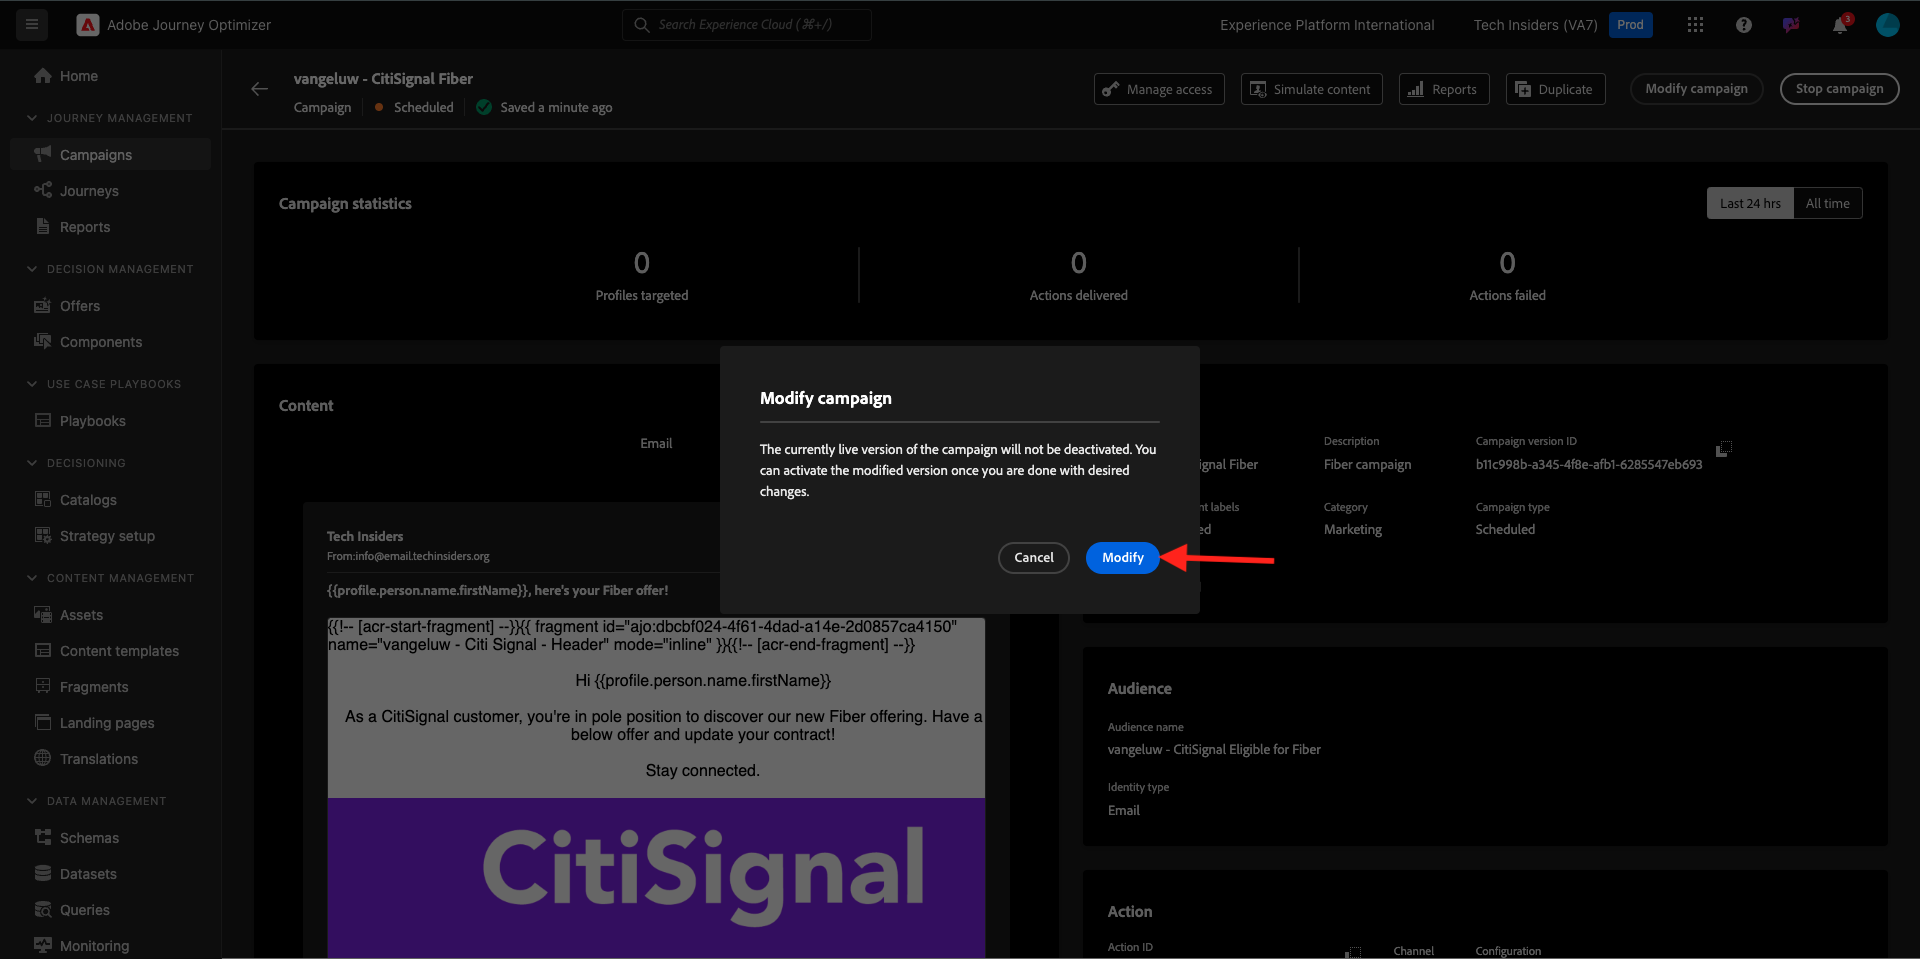 Adobe Journey Optimizer
Search Experience Cloud (⌘+/)
Experience Platform International
Tech Insiders (VA7)
Prod
3
Home
JOURNEY MANAGEMENT
Campaigns
Journeys
Reports
DECISION MANAGEMENT
Offers
Components
USE CASE PLAYBOOKS
Playbooks
DECISIONING
Catalogs
Strategy setup
CONTENT MANAGEMENT
Assets
Content templates
Fragments
Landing pages
Translations
DATA MANAGEMENT
Schemas
Datasets
Queries
Monitoring
vangeluw - CitiSignal Fiber
Campaign
Scheduled
Saved a minute ago
Manage access
Simulate content
Reports
Duplicate
Modify campaign
Stop campaign
Campaign statistics
Last 24 hrs
All time
0
Profiles targeted
0
Actions delivered
0
Actions failed
Content
Email
Tech Insiders
From:info@email.techinsiders.org
{{profile.person.name.firstName}}, here's your Fiber offer!
{{!-- [acr-start-fragment] --}}{{ fragment id="ajo:dbcbf024-4f61-4dad-a14e-2d0857ca4150"
name="vangeluw - Citi Signal - Header" mode="inline" }}{{!-- [acr-end-fragment] --}}
Hi {{profile.person.name.firstName}}
As a CitiSignal customer, you're in pole position to discover our new Fiber offering. Have a
below offer and update your contract!
Stay connected.
CitiSignal
Modify campaign
The currently live version of the campaign will not be deactivated. You
can activate the modified version once you are done with desired
changes.
Cancel
Modify
ignal Fiber
Description
Fiber campaign
Campaign version ID
b11c998b-a345-4f8e-afb1-6285547eb693
nt labels
ed
Category
Marketing
Campaign type
Scheduled
Audience
Audience name
vangeluw - CitiSignal Eligible for Fiber
Identity type
Email
Action
Action ID
Channel
Configuration